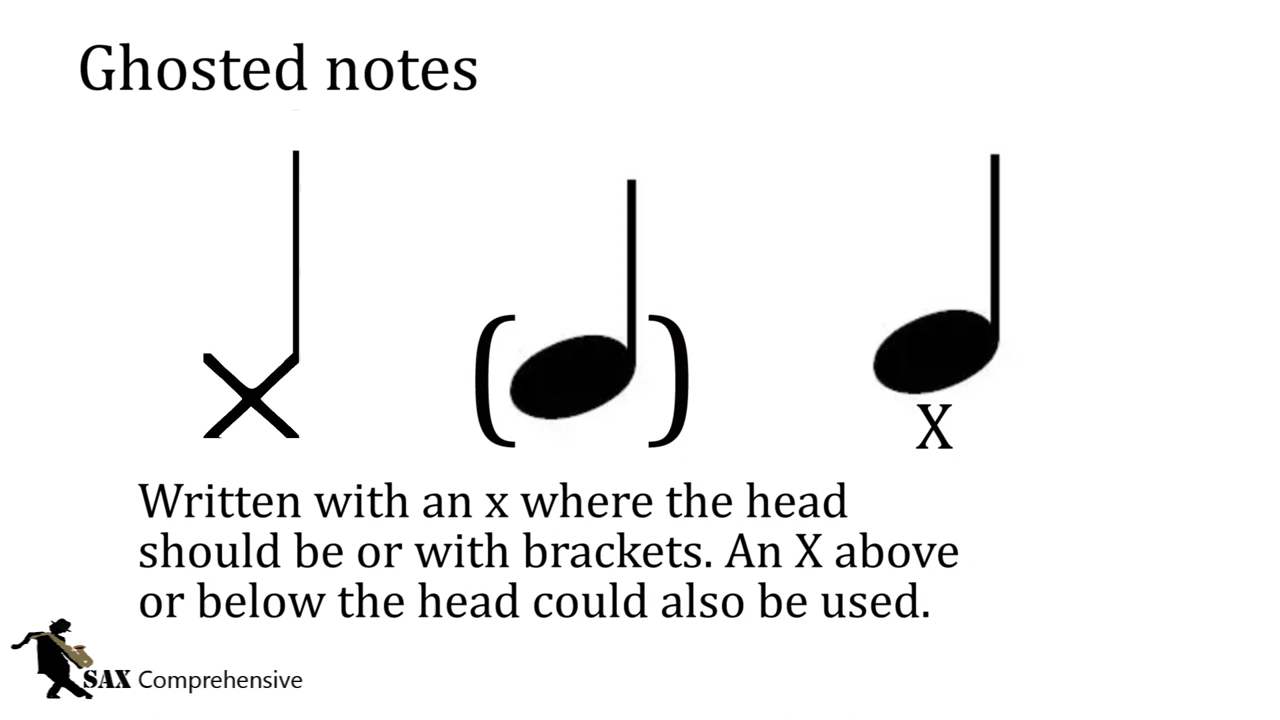 Ghosted notes
( )
X
Written with an x where the head
should be or with brackets. An X above
or below the head could also be used.
SAX Comprehensive